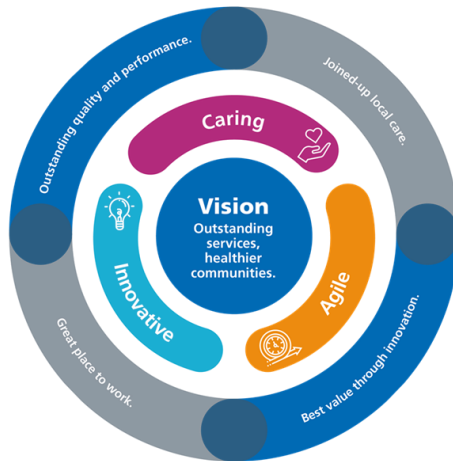 Outstanding quality and performance.
Joined-up local care.
Caring
Vision
Outstanding
services,
healthier
communities.
Innovative
Agile
Great place to work.
Best value through innovation.